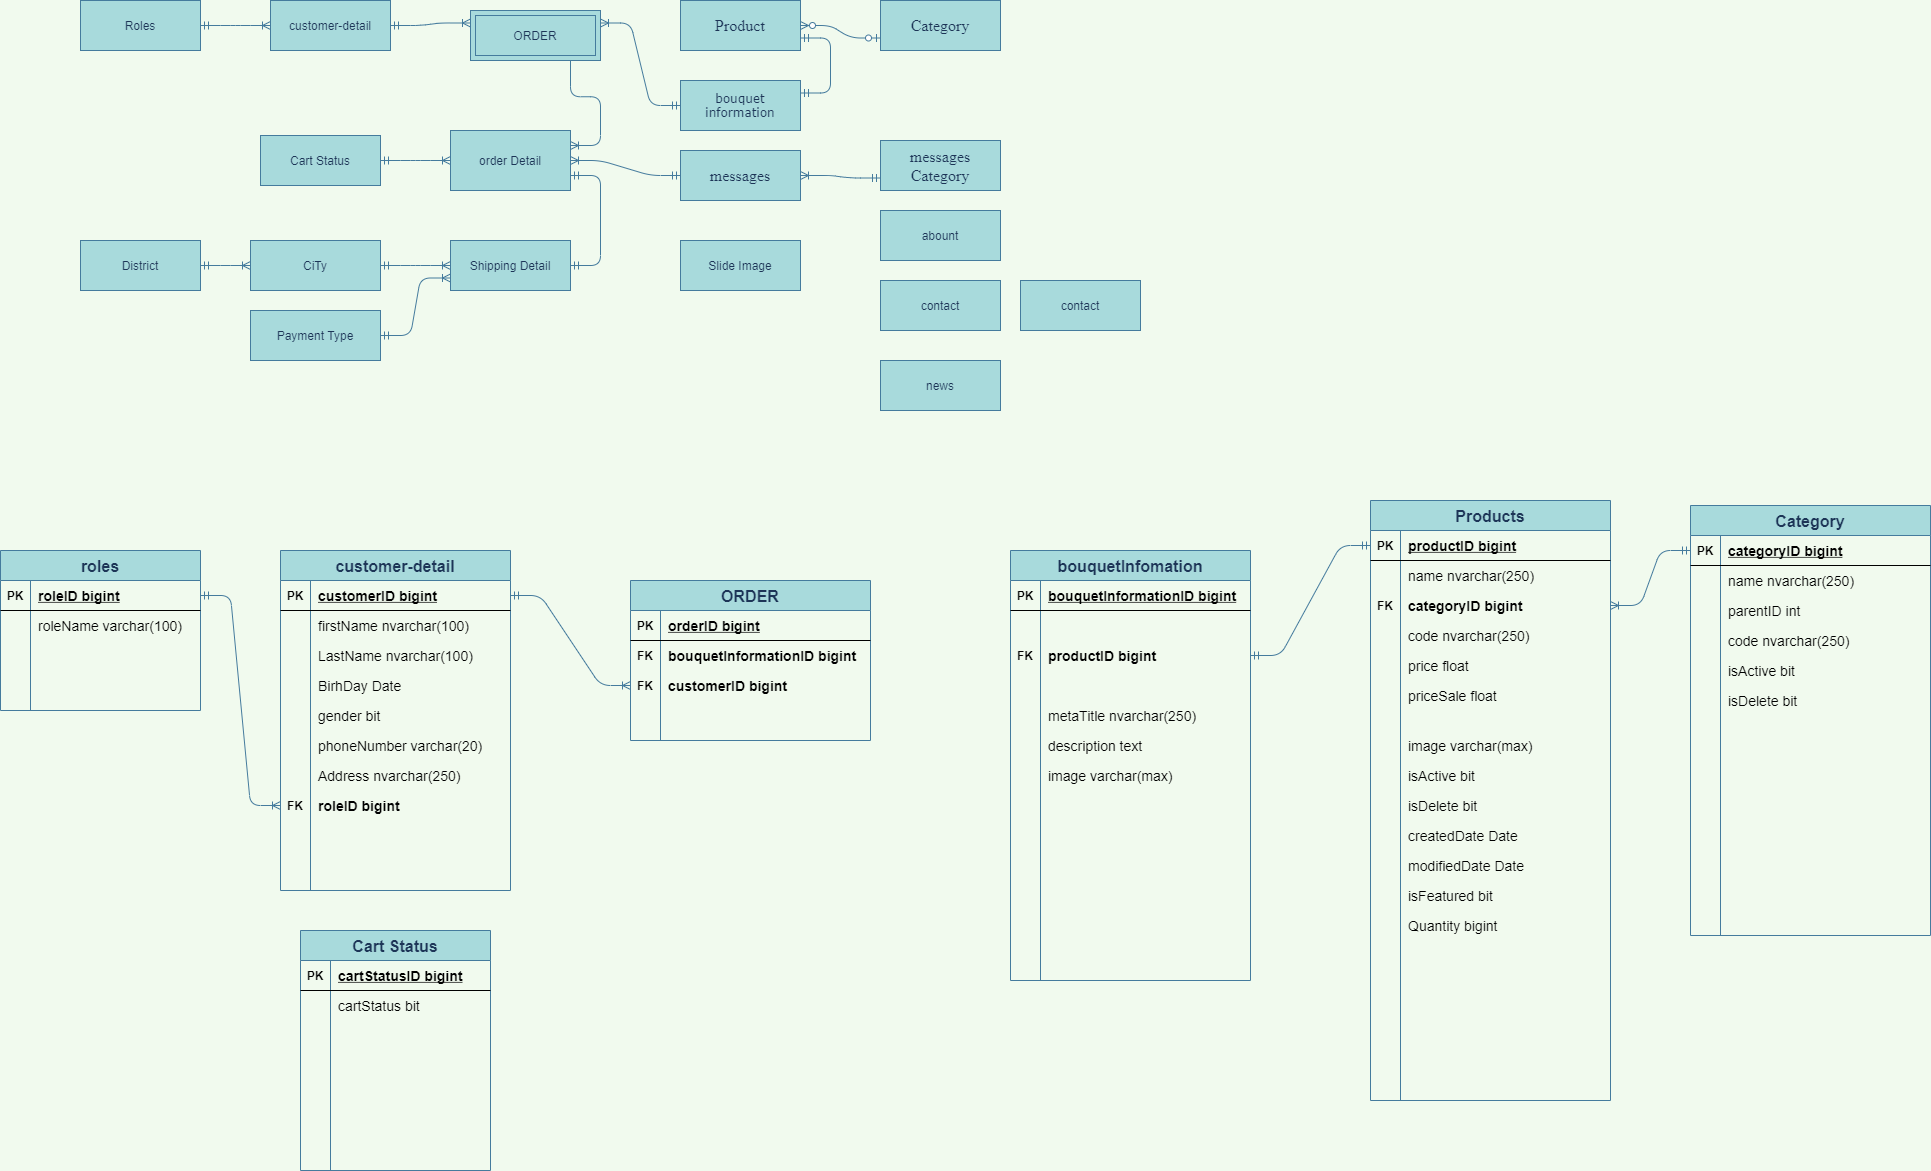 Roles
customer-detail
ORDER
Product
Category
bouquet
information
Cart Status
order Detail
messages
messages
Category
abount
District
CiTy
Shipping Detail
Slide Image
contact
contact
Payment Type
news
roles
PK roleID bigint
roleName varchar(100)
customer-detail
PK customerID bigint
firstName nvarchar(100)
LastName nvarchar(100)
BirhDay Date
gender bit
phoneNumber varchar(20)
Address nvarchar(250)
FK roleID bigint
ORDER
PK orderID bigint
FK bouquetInformationID bigint
FK customerID bigint
bouquetInfomation
PK bouquetInformationID bigint
FK productID bigint
metaTitle nvarchar(250)
description text
image varchar(max)
Products
PK productID bigint
name nvarchar(250)
FK categoryID bigint
code nvarchar(250)
price float
priceSale float
image varchar(max)
isActive bit
isDelete bit
createdDate Date
modifiedDate Date
isFeatured bit
Quantity bigint
Category
PK categoryID bigint
name nvarchar(250)
parentID int
code nvarchar(250)
isActive bit
isDelete bit
Cart Status
PK cartStatusID bigint
cartStatus bit